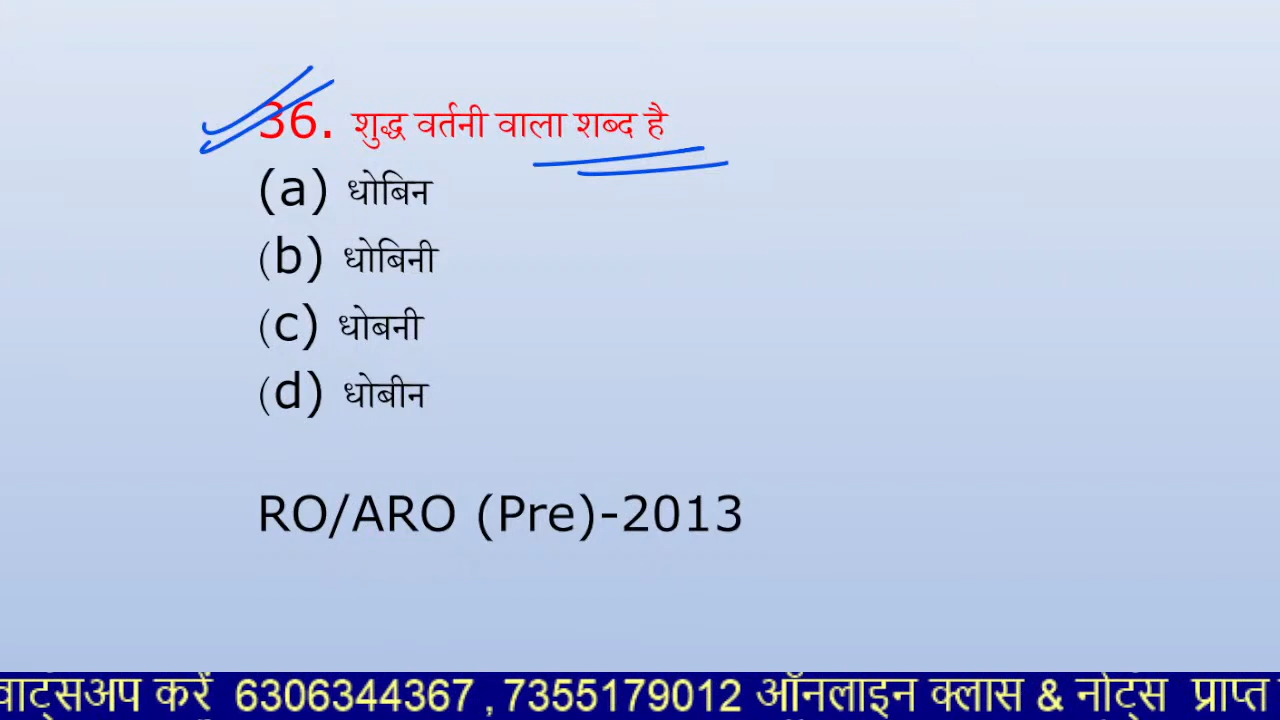 36. शुद्ध वर्तनी वाला शब्द है
(a) धोबिन
(b) धोबिनी
(c) धोबनी
(d) धोबीन
RO/ARO (Pre)-2013
वाट्सअप करें 6306344367 , 7355179012 ऑनलाइन क्लास & नोट्स प्राप्त